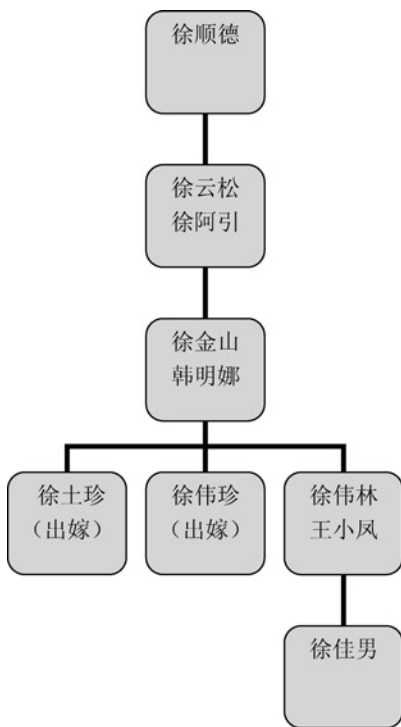 徐顺德
徐云松
徐阿引
徐金山
韩明娜
徐土珍
（出嫁）
徐伟珍
（出嫁）
徐伟林
王小凤
徐佳男